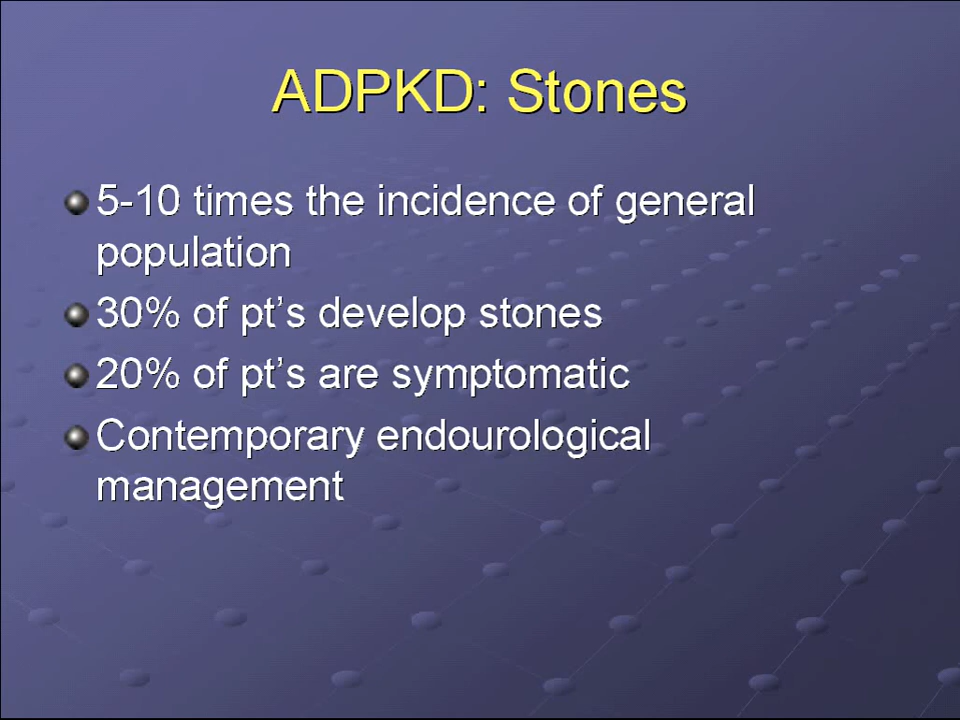 ADPKD: Stones
5-10 times the incidence of general
population
30% of pt's develop stones
20% of pt's are symptomatic
Contemporary endourological
management